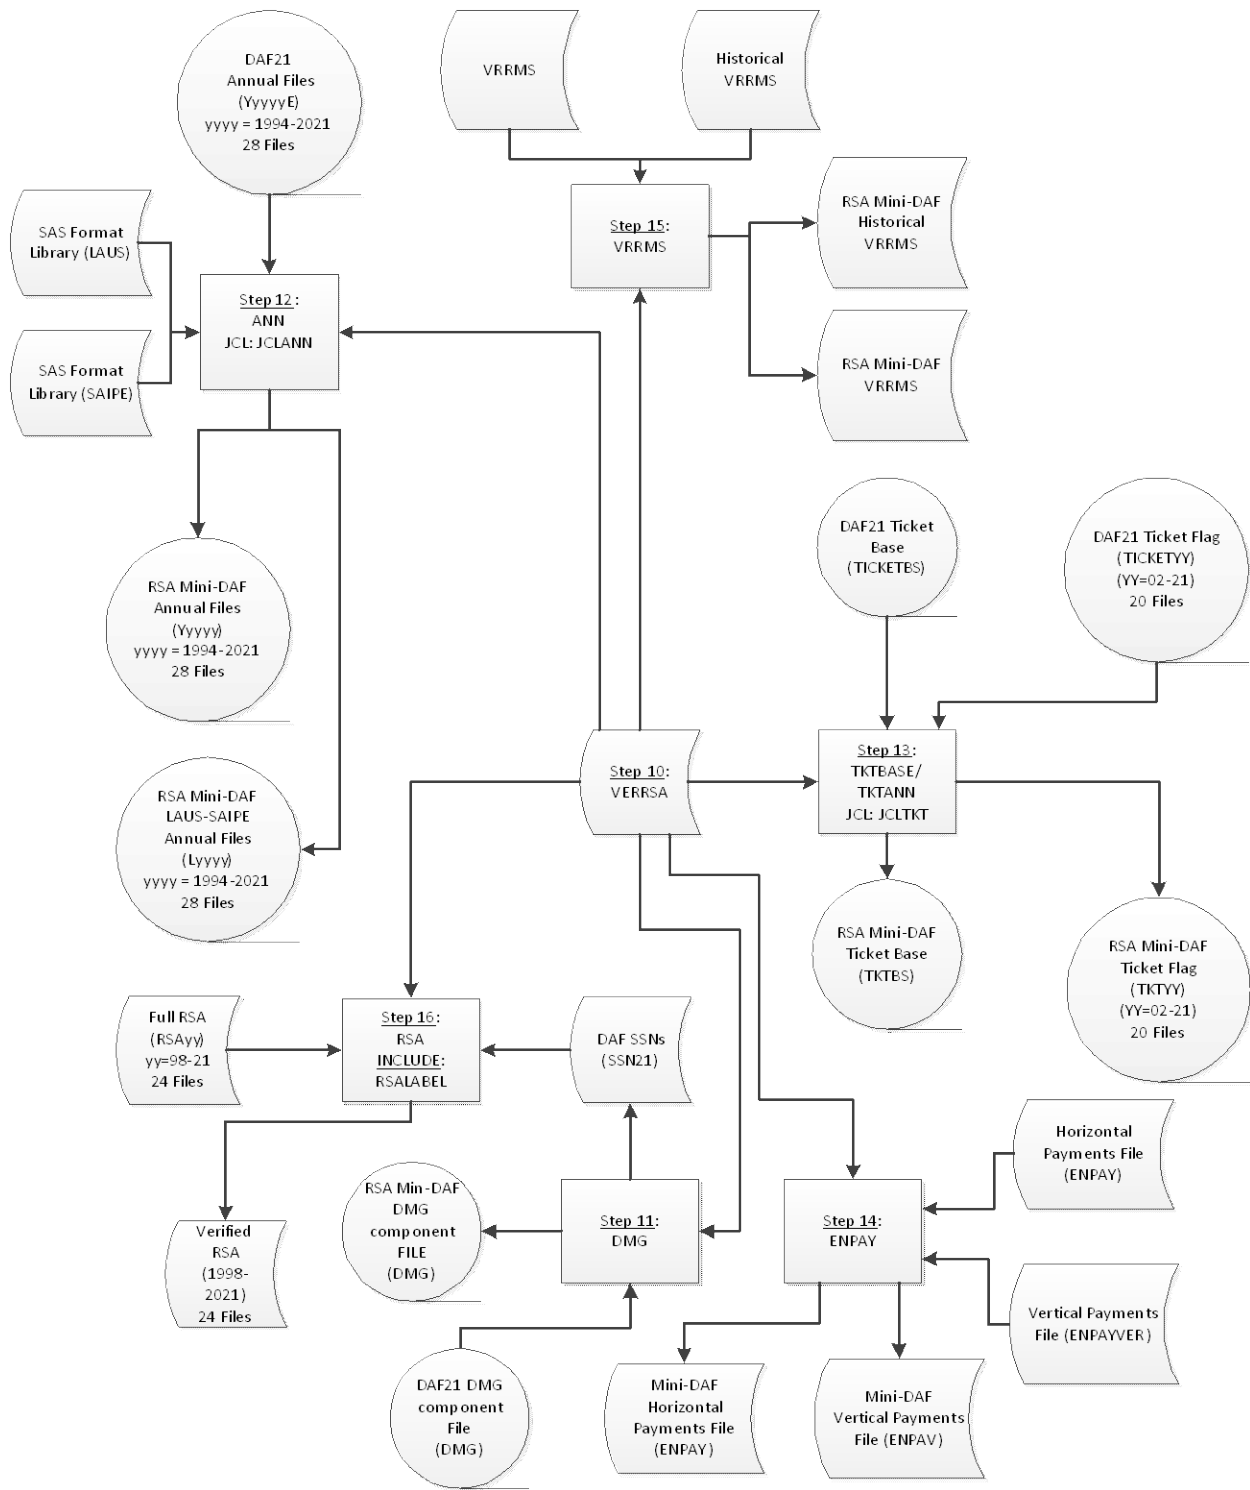 DAF21
Annual Files
(YyyyyE)
yyyy = 1994-2021
28 Files
VRRMS
Historical
VRRMS
SAS Format
Library (LAUS)
SAS Format
Library (SAIPE)
Step 12:
ANN
JCL: JCLANN
Step 15:
VRRMS
RSA Mini-DAF
Historical
VRRMS
RSA Mini-DAF
VRRMS
RSA Mini-DAF
Annual Files
(Yyyyy)
yyyy = 1994-2021
28 Files
DAF21 Ticket
Base
(TICKETBS)
DAF21 Ticket Flag
(TICKETYY)
(YY=02-21)
20 Files
RSA Mini-DAF
LAUS-SAIPE
Annual Files
(Lyyyy)
yyyy = 1994-2021
28 Files
Step 10:
VERRSA
Step 13:
TKTBASE/
TKTANN
JCL: JCLTKT
RSA Mini-DAF
Ticket Base
(TKTBS)
RSA Mini-DAF
Ticket Flag
(TKTYY)
(YY=02-21)
20 Files
Full RSA
(RSAyy)
yy=98-21
24 Files
Step 16:
RSA
INCLUDE:
RSALABEL
DAF SSNs
(SSN21)
Verified
RSA
(1998-
2021)
24 Files
RSA Min-DAF
DMG
component
FILE
(DMG)
Step 11:
DMG
Step 14:
ENPAY
Horizontal
Payments File
(ENPAY)
Vertical Payments
File (ENPAYVER)
DAF21 DMG
component
File
(DMG)
Mini-DAF
Horizontal
Payments File
(ENPAY)
Mini-DAF
Vertical Payments
File (ENPAV)